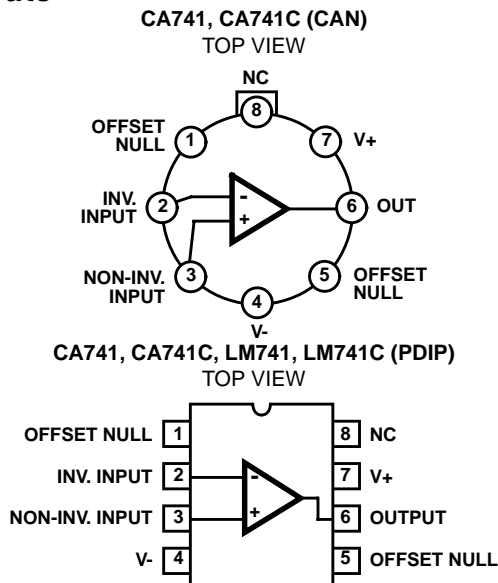 CA741, CA741C (CAN)
TOP VIEW
NC
8
OFFSET
NULL
1
7
V+
INV.
INPUT
2
-
+
6
OUT
NON-INV.
INPUT
3
5
OFFSET
NULL
4
V-
CA741, CA741C, LM741, LM741C (PDIP)
TOP VIEW
OFFSET NULL 1
8 NC
INV. INPUT 2
-
7 V+
NON-INV. INPUT 3
+
6 OUTPUT
V- 4
5 OFFSET NULL